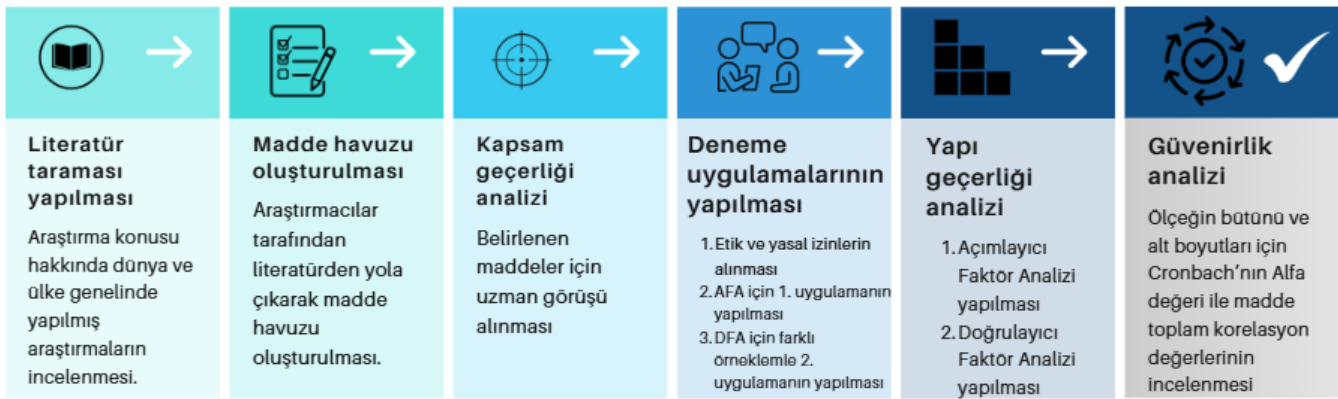 Literatür
taraması
yapılması
Araştırma konusu
hakkında dünya ve
ülke genelinde
yapılmış
araştırmaların
incelenmesi.
Madde havuzu
oluşturulması
Araştırmacılar
tarafından
literatürden yola
çıkarak madde
havuzu
oluşturulması.
Kapsam
geçerliği
analizi
Belirlenen
maddeler için
uzman görüşü
alınması
Deneme
uygulamalarının
yapılması
1. Etik ve yasal izinlerin
alınması
2. AFA için 1. uygulamanın
yapılması
3. DFA için farklı
örneklemle 2.
uygulamanın yapılması
Yapı
geçerliği
analizi
1. Açımlayıcı
Faktör Analizi
yapılması
2. Doğrulayıcı
Faktör Analizi
yapılması
Güvenirlik
analizi
Ölçeğin bütünü ve
alt boyutları için
Cronbach’nın Alfa
değeri ile madde
toplam korelasyon
değerlerinin
incelenmesi